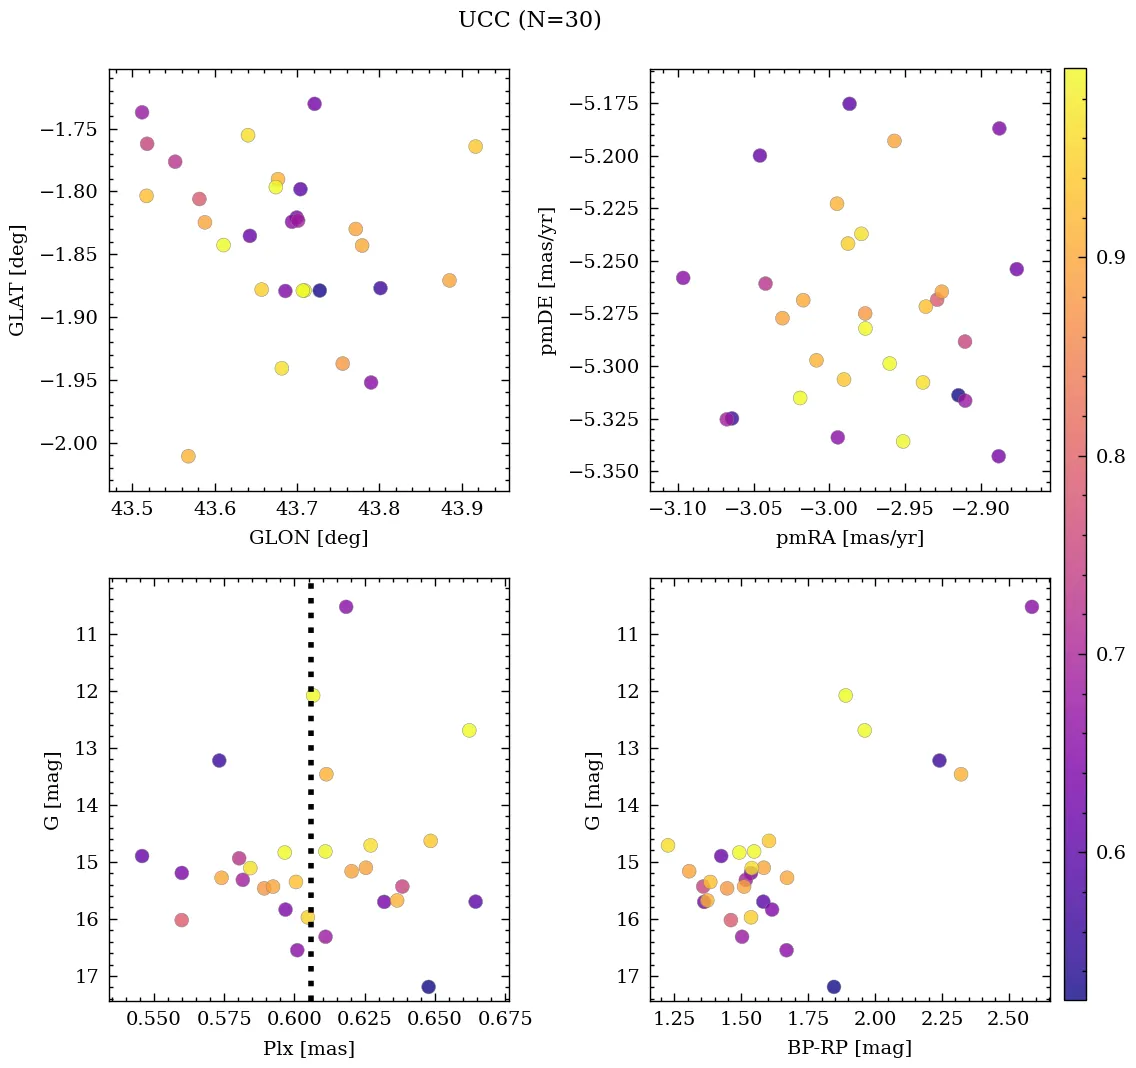 UCC (N=30)
−1.75
−1.80
−1.85
−1.90
−1.95
−2.00
GLAT [deg]
43.5 43.6 43.7 43.8 43.9
GLON [deg]
−5.175
−5.200
−5.225
−5.250
−5.275
−5.300
−5.325
−5.350
pmDE [mas/yr]
−3.10 −3.05 −3.00 −2.95 −2.90
pmRA [mas/yr]
11
12
13
14
15
16
17
G [mag]
0.550 0.575 0.600 0.625 0.650 0.675
Plx [mas]
11
12
13
14
15
16
17
G [mag]
1.25 1.50 1.75 2.00 2.25 2.50
BP-RP [mag]
0.9
0.8
0.7
0.6